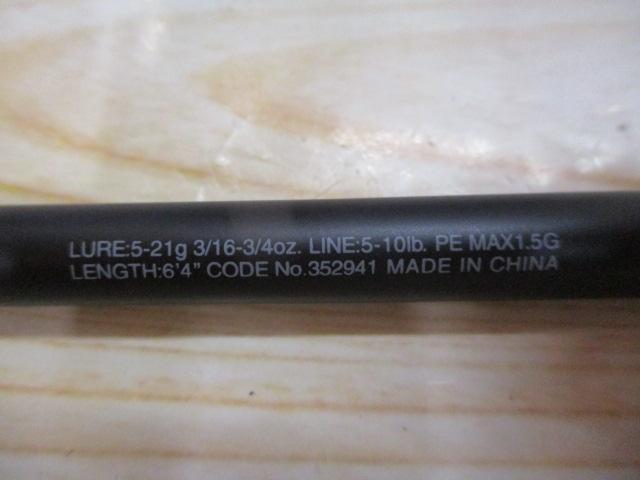 LURE:5-21g 3/16-3/4oz. LINE:5-10lb. PE MAX1.5G
LENGTH:6'4" CODE No.352941 MADE IN CHINA